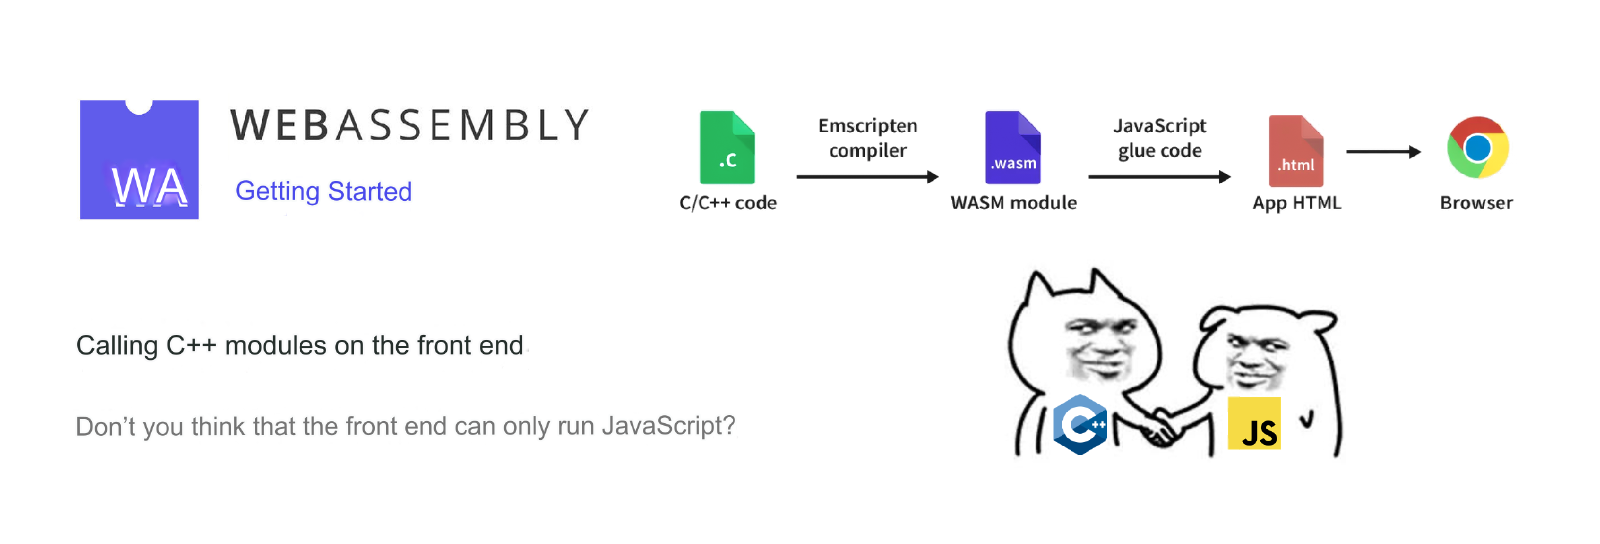 WA
WEBASSEMBLY
Getting Started
Emscripten
compiler
JavaScript
glue code
.C
.wasm
.html
C/C++ code
WASM module
App HTML
Browser
Calling C++ modules on the front end
Don’t you think that the front end can only run JavaScript?
C++
JS